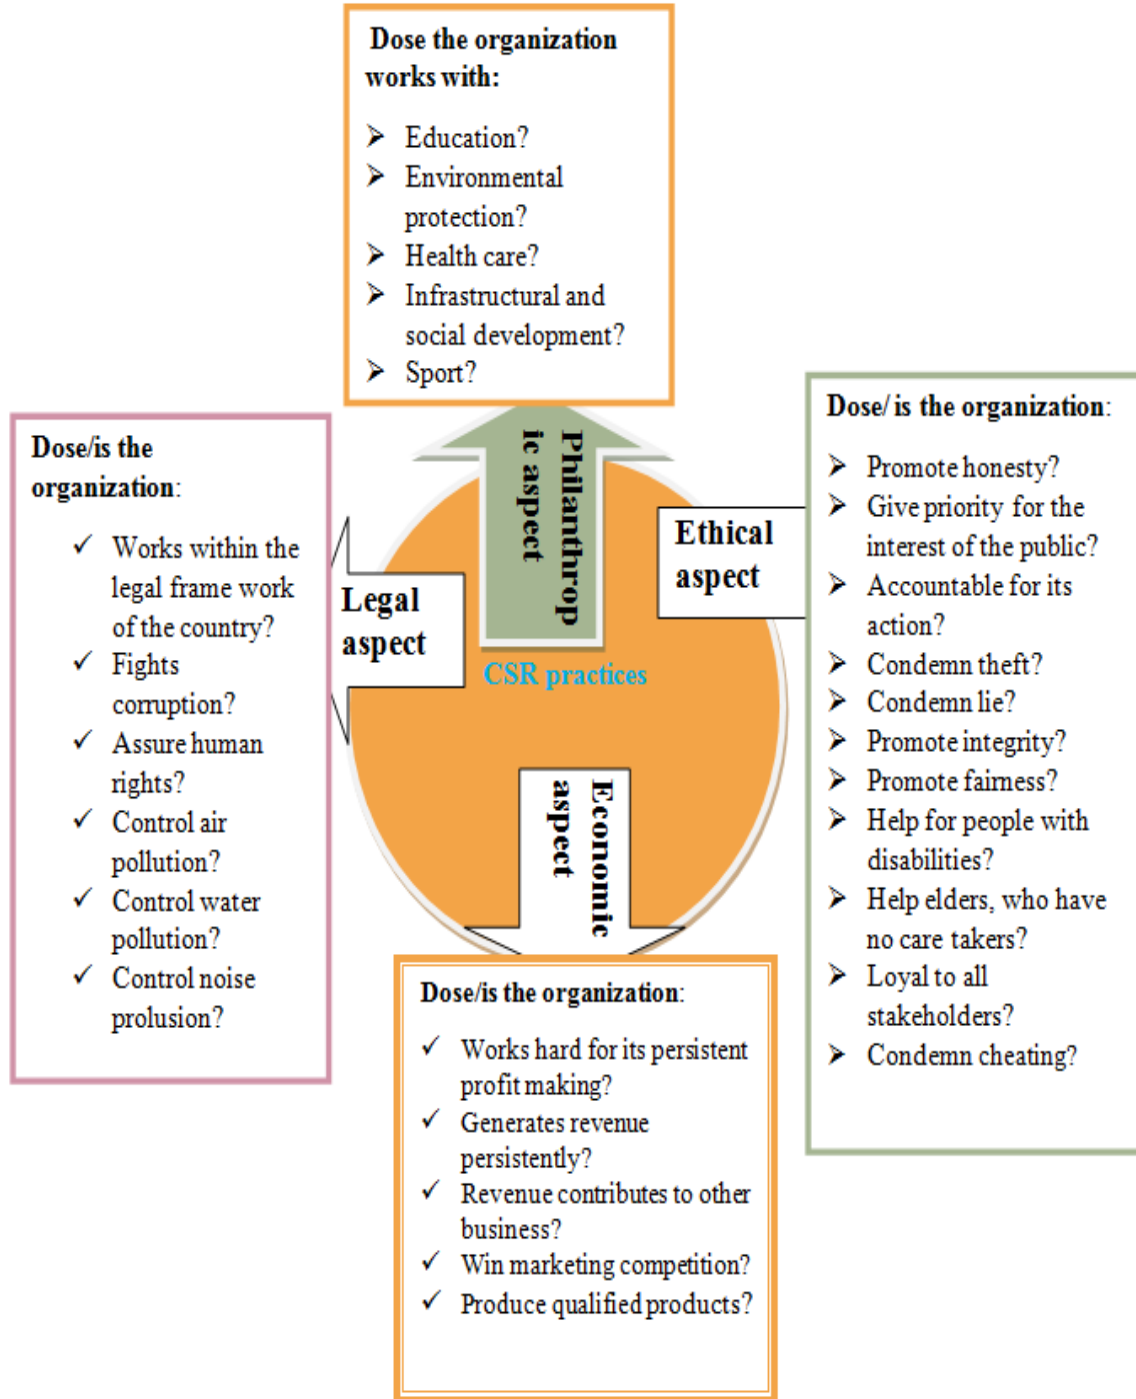 Dose the organization
works with:
➤ Education?
➤ Environmental
protection?
➤ Health care?
➤ Infrastructural and
social development?
➤ Sport?
Philanthrop
ic aspect
Dose/is the
organization:
✓ Works within the
legal frame work
of the country?
✓ Fights
corruption?
✓ Assure human
rights?
✓ Control air
pollution?
✓ Control water
pollution?
✓ Control noise
prolusion?
Legal
aspect
CSR practices
Ethical
aspect
Dose/ is the organization:
➤ Promote honesty?
➤ Give priority for the
interest of the public?
➤ Accountable for its
action?
➤ Condemn theft?
➤ Condemn lie?
➤ Promote integrity?
➤ Promote fairness?
➤ Help for people with
disabilities?
➤ Help elders, who have
no care takers?
➤ Loyal to all
stakeholders?
➤ Condemn cheating?
Economic
aspect
Dose/is the organization:
✓ Works hard for its persistent
profit making?
✓ Generates revenue
persistently?
✓ Revenue contributes to other
business?
✓ Win marketing competition?
✓ Produce qualified products?